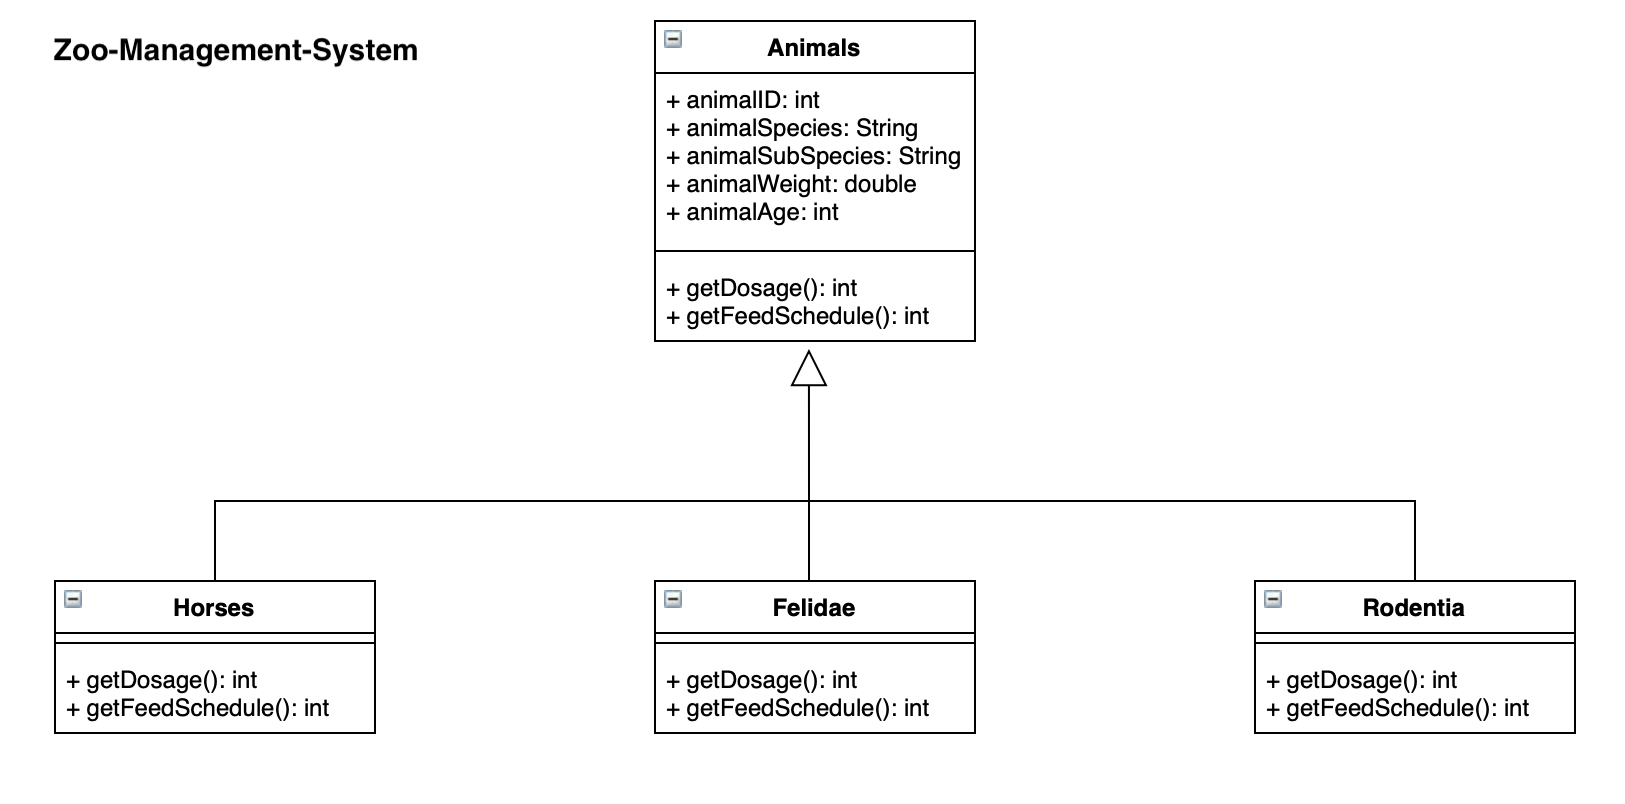 Zoo-Management-System
Animals
+ animalID: int
+ animalSpecies: String
+ animalSubSpecies: String
+ animalWeight: double
+ animalAge: int
+ getDosage(): int
+ getFeedSchedule(): int
Horses
+ getDosage(): int
+ getFeedSchedule(): int
Felidae
+ getDosage(): int
+ getFeedSchedule(): int
Rodentia
+ getDosage(): int
+ getFeedSchedule(): int